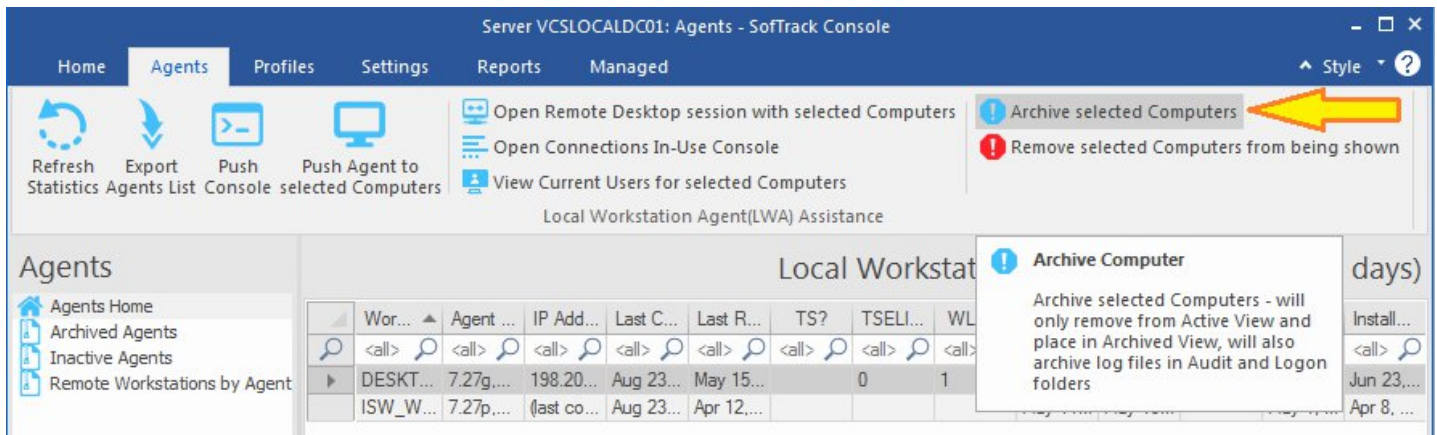 Server VCSLOCALDC01: Agents - SofTrack Console
Home Agents Profiles Settings Reports Managed Style
Refresh Statistics
Export Agents List
Push Console
Push Agent to selected Computers
Open Remote Desktop session with selected Computers
Open Connections In-Use Console
View Current Users for selected Computers
Archive selected Computers
Remove selected Computers from being shown
Local Workstation Agent(LWA) Assistance
Agents
Agents Home
Archived Agents
Inactive Agents
Remote Workstations by Agent
Local Workstat
days)
Archive Computer
Archive selected Computers - will
only remove from Active View and
place in Archived View, will also
archive log files in Audit and Logon
folders
Wor... Agent ... IP Add... Last C... Last R... TS? TSELI... WL Install...
<all> <all> <all> <all> <all> <all> <all> <all> <all>
DESKT... 7.27g,... 198.20... Aug 23... May 15... 0 1 Jun 23,...
ISW_W... 7.27p,... (last co... Aug 23... Apr 12,... Apr 8, ...